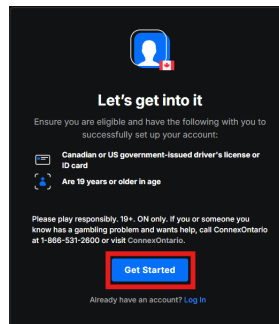 Let's get into it
Ensure you are eligible and have the following with you to
successfully set up your account:
Canadian or US government-issued driver's license or
ID card
Are 19 years or older in age
Please play responsibly. 19+. ON only. If you or someone you
know has a gambling problem and wants help, call ConnexOntario
at 1-866-531-2600 or visit ConnexOntario.
Get Started
Already have an account? Log In